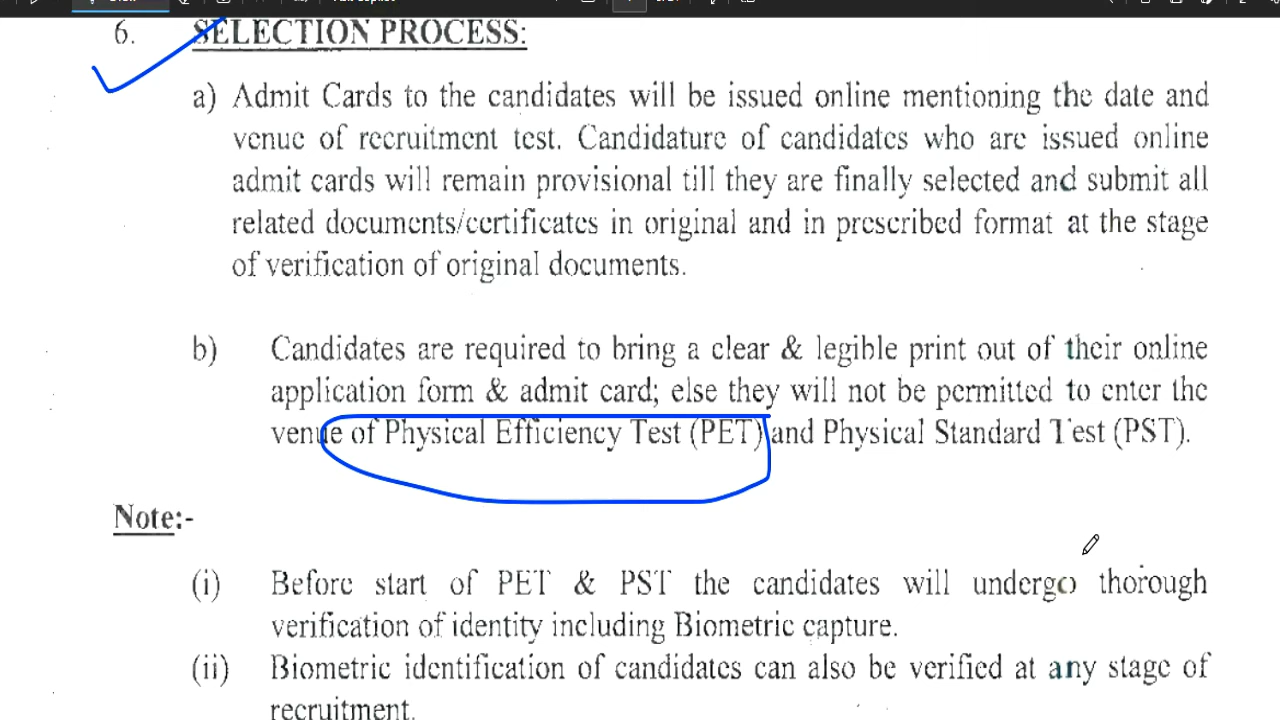 6. SELECTION PROCESS:
a) Admit Cards to the candidates will be issued online mentioning the date and
venue of recruitment test. Candidature of candidates who are issued online
admit cards will remain provisional till they are finally selected and submit all
related documents/certificates in original and in prescribed format at the stage
of verification of original documents.
b) Candidates are required to bring a clear & legible print out of their online
application form & admit card; else they will not be permitted to enter the
venue of Physical Efficiency Test (PET) and Physical Standard Test (PST).
Note:-
(i) Before start of PET & PST the candidates will undergo thorough
verification of identity including Biometric capture.
(ii) Biometric identification of candidates can also be verified at any stage of
recruitment.